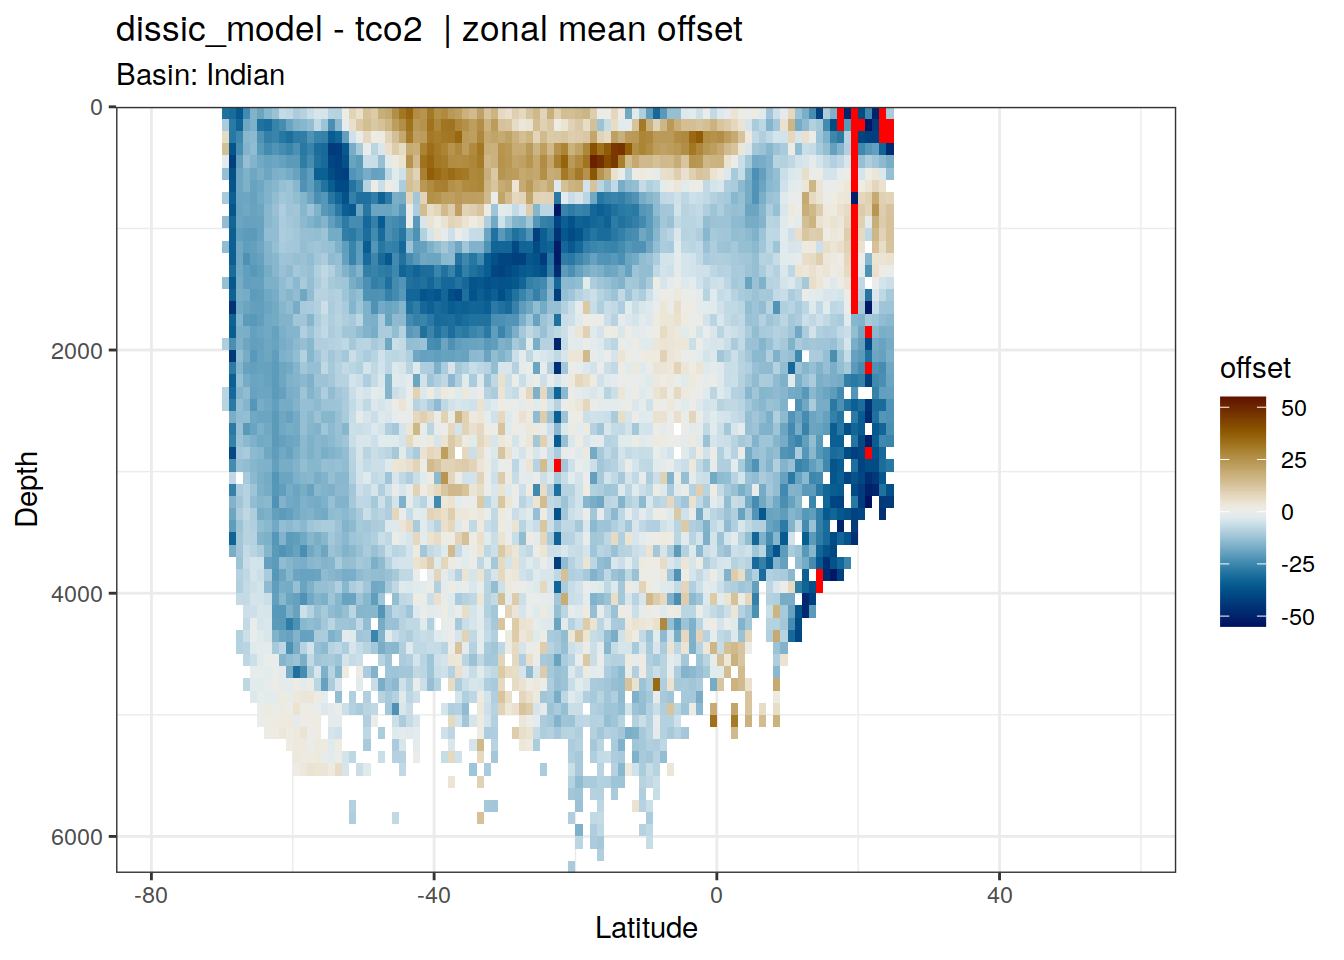 dissic_model - tco2  | zonal mean offset
Basin: Indian
0
2000
4000
6000
Depth
-80
-40
0
40
Latitude
offset
50
25
0
-25
-50